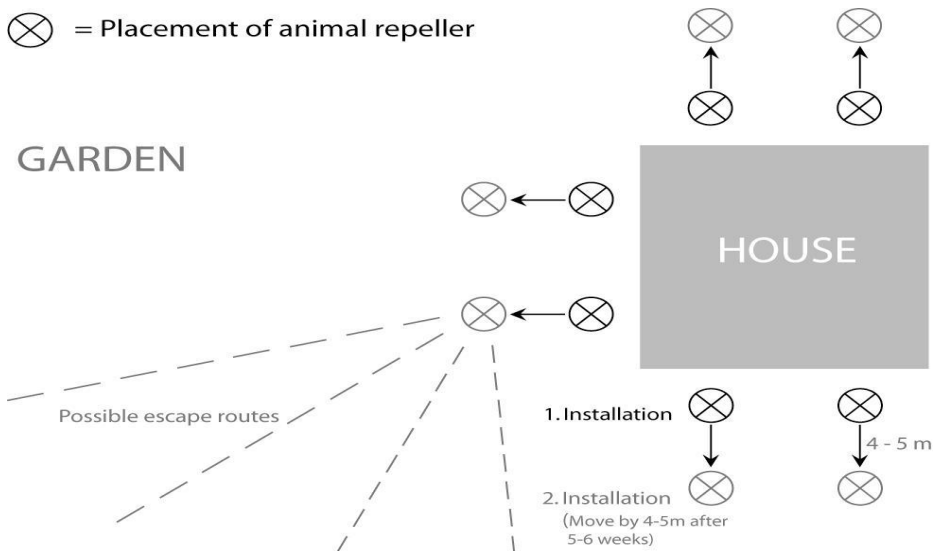 = Placement of animal repeller
GARDEN
HOUSE
Possible escape routes
1. Installation
4 - 5 m
2. Installation
(Move by 4-5m after
5-6 weeks)